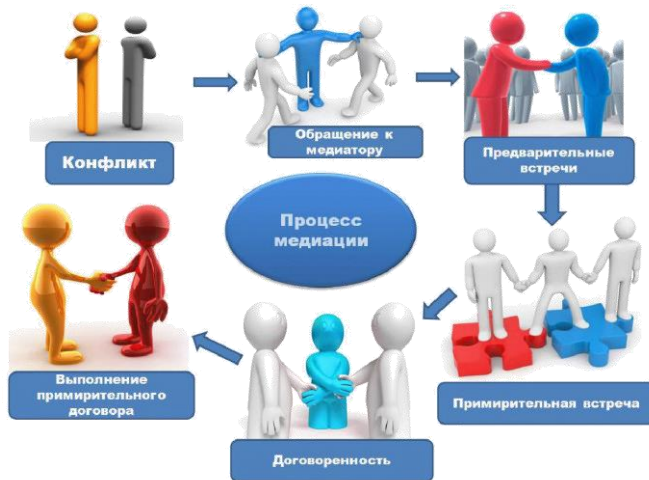 Конфликт
Обращение к
медиатору
Предварительные
встречи
Процесс
медиации
Примирительная встреча
Договоренность
Выполнение
примирительного
договора